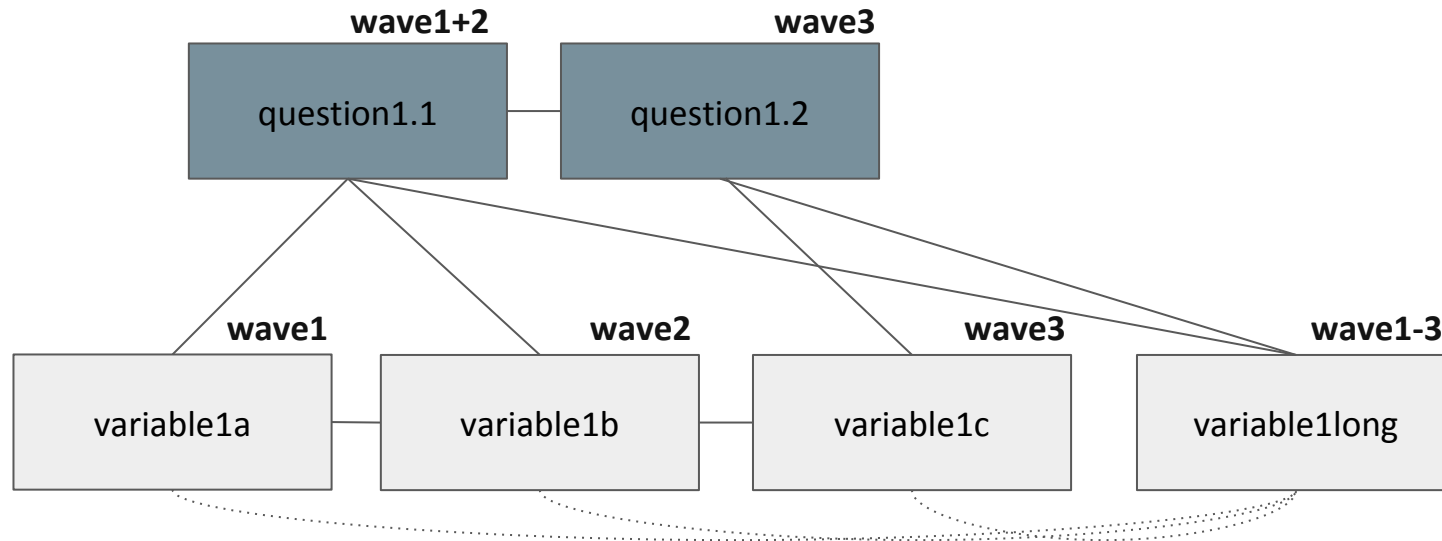 wave1+2
wave3
question1.1
question1.2
wave1
wave2
wave3
wave1-3
variable1a
variable1b
variable1c
variable1long